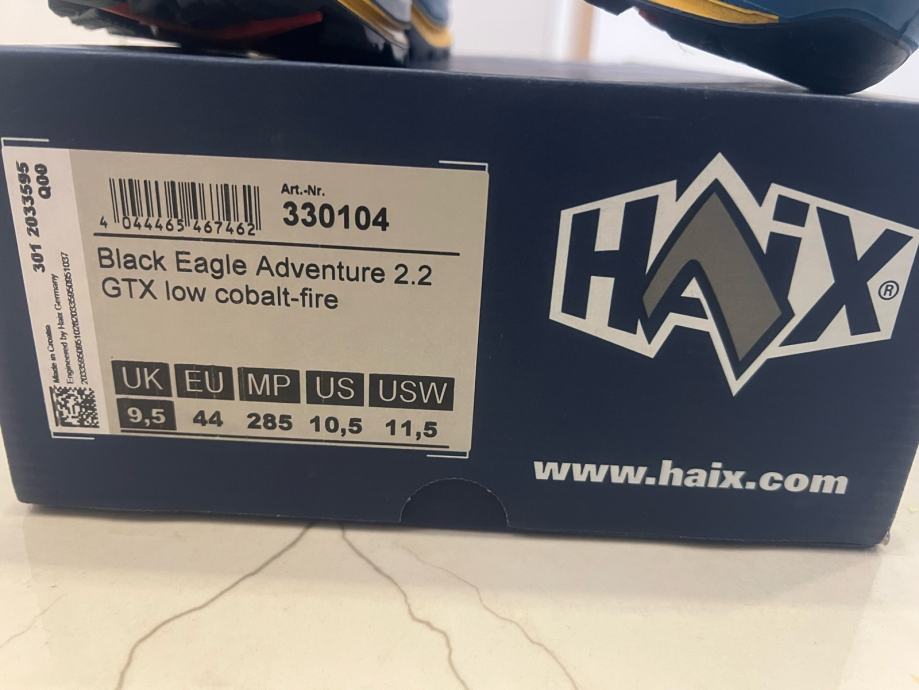 301 2033595
Q00
Made in Croatia
Engineered by Haix Germany
4 044465 467462
Art.-Nr.
330104
Black Eagle Adventure 2.2
GTX low cobalt-fire
UK EU MP US USW
9,5 44 285 10,5 11,5
HAiX®
www.haix.com